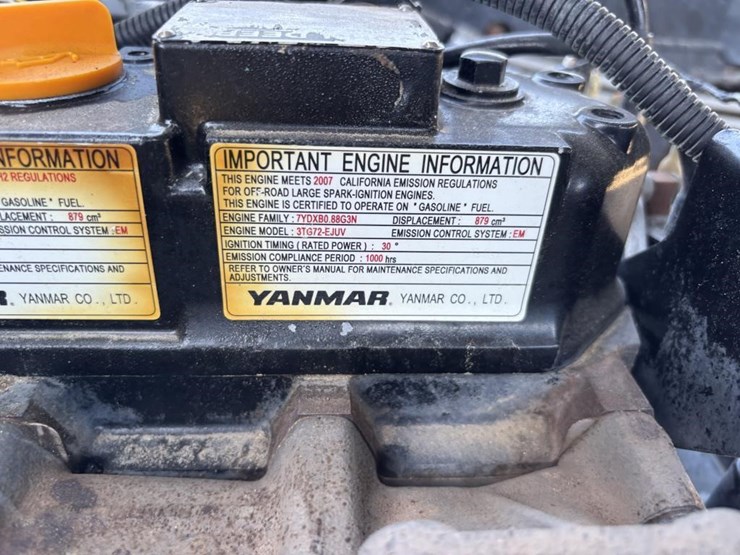 NFORMATION
12 REGULATIONS
GASOLINE " FUEL.
LACEMENT : 879 cm³
SSION CONTROL SYSTEM : EM
ENANCE SPECIFICATIONS AND
R. YANMAR CO., LTD.
IMPORTANT ENGINE INFORMATION
THIS ENGINE MEETS 2007 CALIFORNIA EMISSION REGULATIONS
FOR OFF-ROAD LARGE SPARK-IGNITION ENGINES.
THIS ENGINE IS CERTIFIED TO OPERATE ON " GASOLINE " FUEL.
ENGINE FAMILY : 7YDXB0.88G3N DISPLACEMENT : 879 cm³
ENGINE MODEL : 3TG72-EJUV EMISSION CONTROL SYSTEM : EM
IGNITION TIMING ( RATED POWER ) : 30 °
EMISSION COMPLIANCE PERIOD : 1000 hrs
REFER TO OWNER'S MANUAL FOR MAINTENANCE SPECIFICATIONS AND
ADJUSTMENTS.
YANMAR. YANMAR CO., LTD.